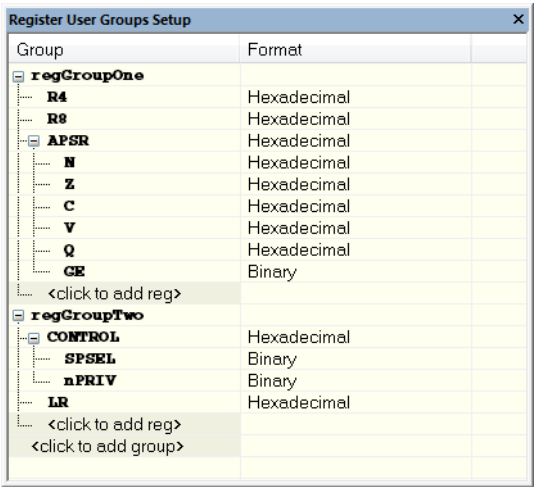 Register User Groups Setup
Group Format
regGroupOne
R4 Hexadecimal
R8 Hexadecimal
APSR Hexadecimal
N Hexadecimal
Z Hexadecimal
C Hexadecimal
V Hexadecimal
Q Hexadecimal
GE Binary
<click to add reg>
regGroupTwo
CONTROL Hexadecimal
SPSEL Binary
nPRIV Binary
LR Hexadecimal
<click to add reg>
<click to add group>